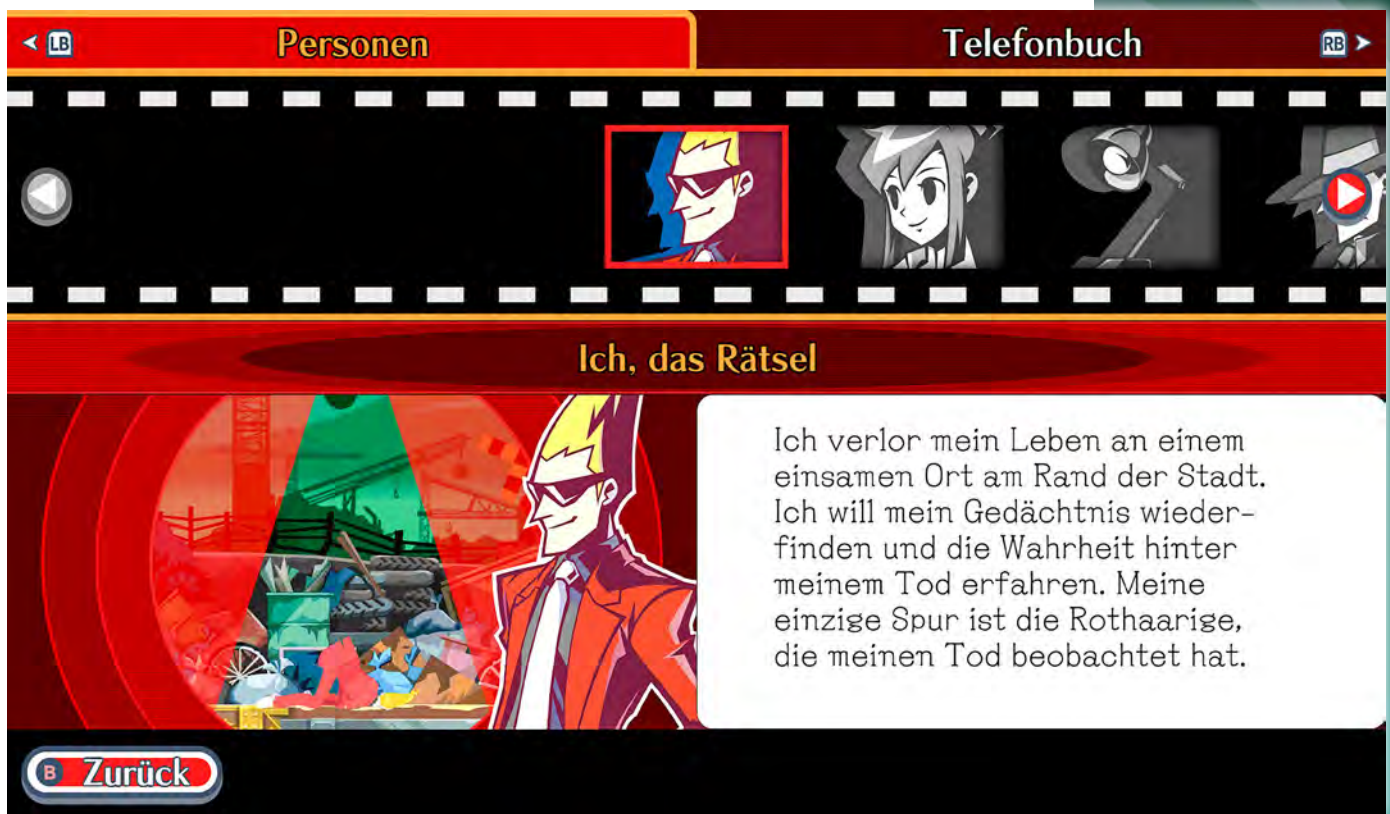 LB Personen Telefonbuch RB
Ich, das Rätsel
Ich verlor mein Leben an einem
einsamen Ort am Rand der Stadt.
Ich will mein Gedächtnis wieder-
finden und die Wahrheit hinter
meinem Tod erfahren. Meine
einzige Spur ist die Rothaarige,
die meinen Tod beobachtet hat.
B Zurück